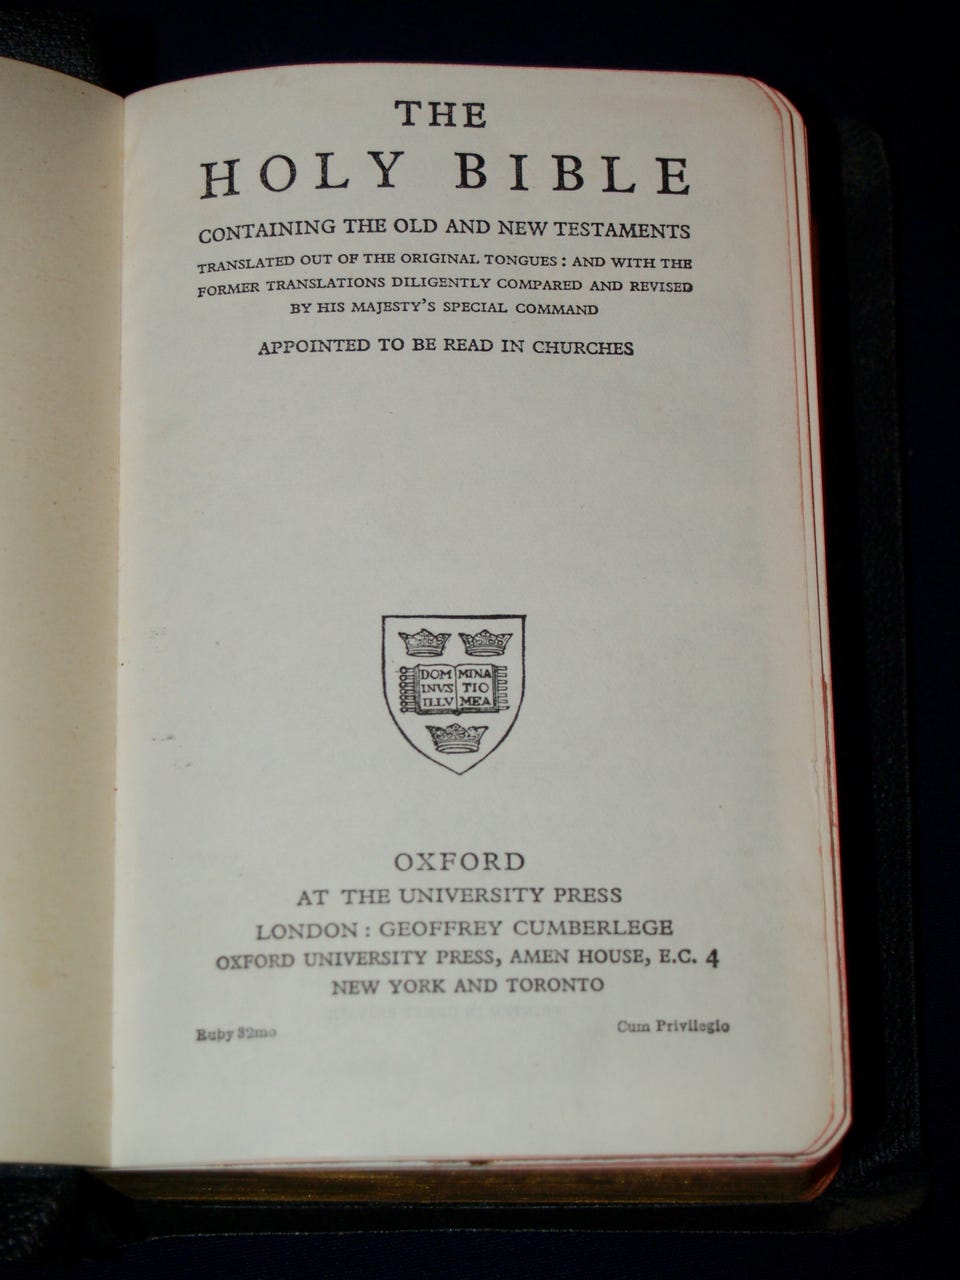 THE
HOLY BIBLE
CONTAINING THE OLD AND NEW TESTAMENTS
TRANSLATED OUT OF THE ORIGINAL TONGUES : AND WITH THE
FORMER TRANSLATIONS DILIGENTLY COMPARED AND REVISED
BY HIS MAJESTY'S SPECIAL COMMAND
APPOINTED TO BE READ IN CHURCHES
DOM MINA
INVS TIO
ILLV MEA
OXFORD
AT THE UNIVERSITY PRESS
LONDON : GEOFFREY CUMBERLEGE
OXFORD UNIVERSITY PRESS, AMEN HOUSE, E.C. 4
NEW YORK AND TORONTO
Ruby 32mo Cum Privilegio